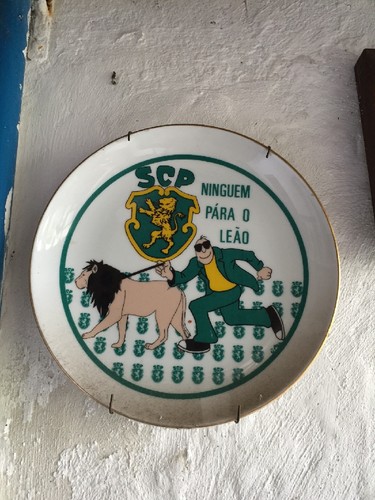 SCP
NINGUEM
PÁRA O
LEÃO